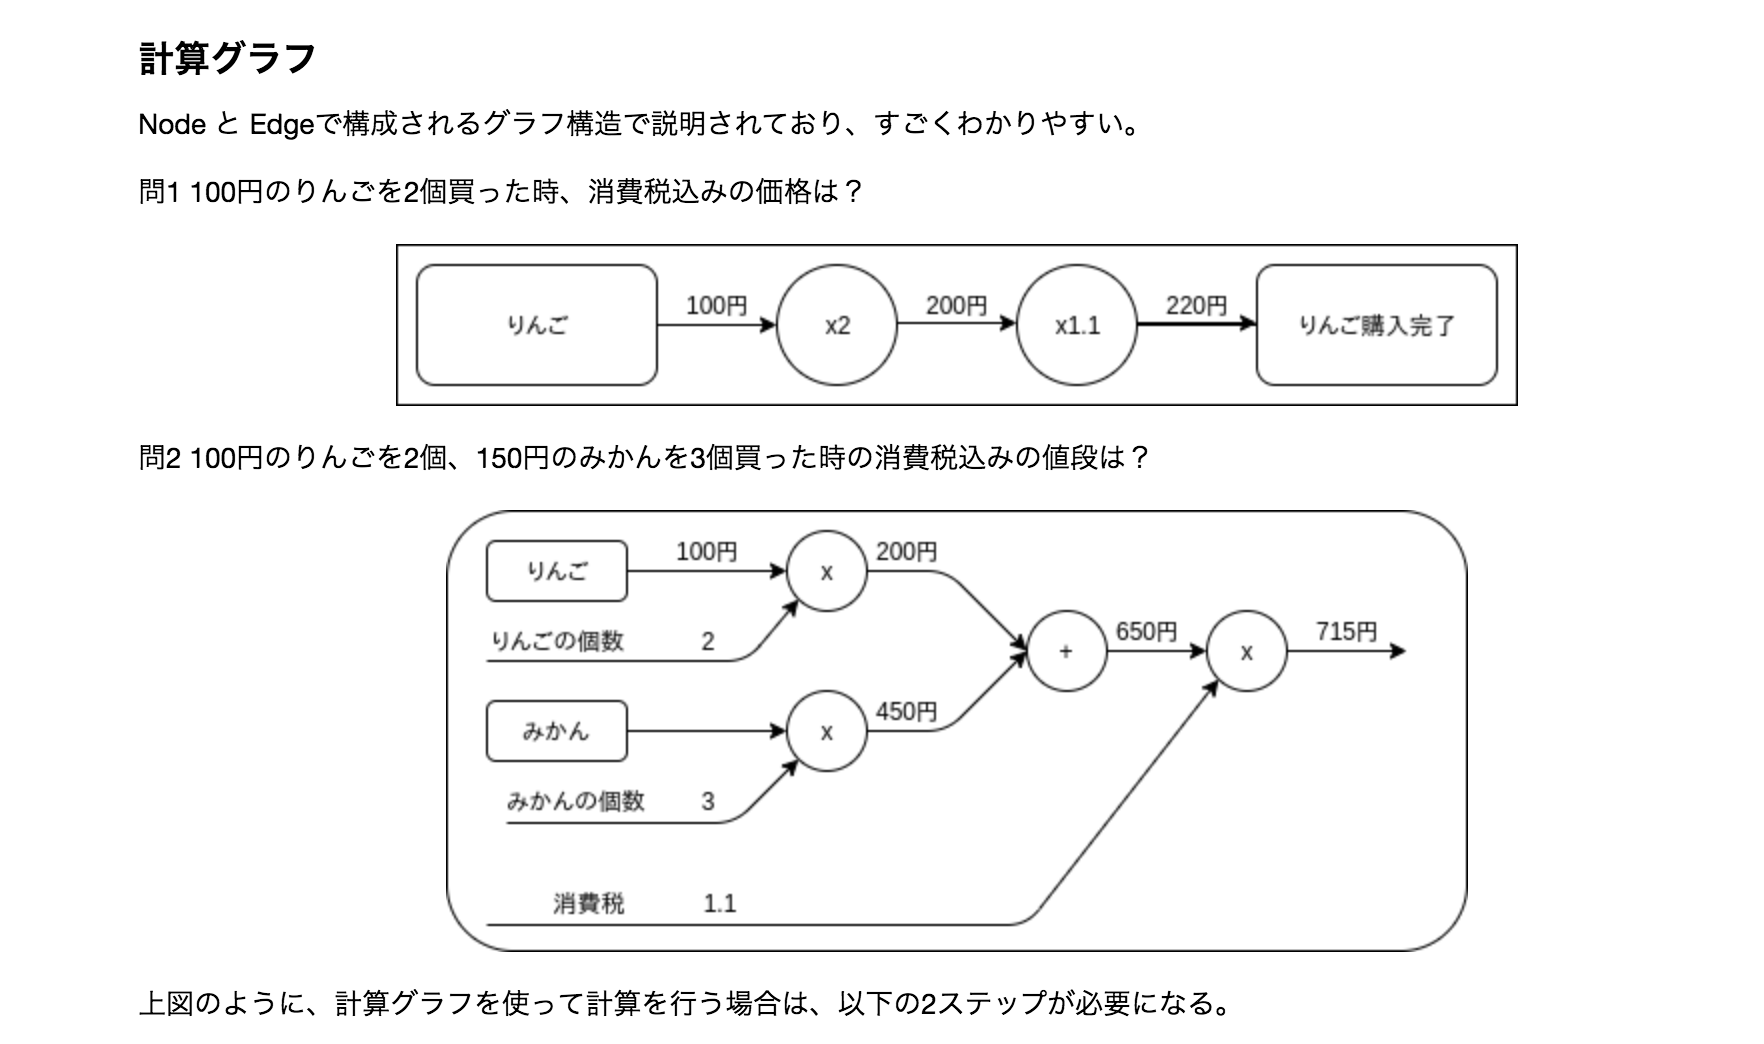 計算グラフ
Node と Edgeで構成されるグラフ構造で説明されており、すごくわかりやすい。
問1 100円のりんごを2個買った時、消費税込みの価格は？
りんご
100円
x2
200円
x1.1
220円
りんご購入完了
問2 100円のりんごを2個、150円のみかんを3個買った時の消費税込みの値段は？
りんご
100円
x
200円
りんごの個数
2
+
650円
x
715円
みかん
x
450円
みかんの個数
3
消費税
1.1
上図のように、計算グラフを使って計算を行う場合は、以下の2ステップが必要になる。